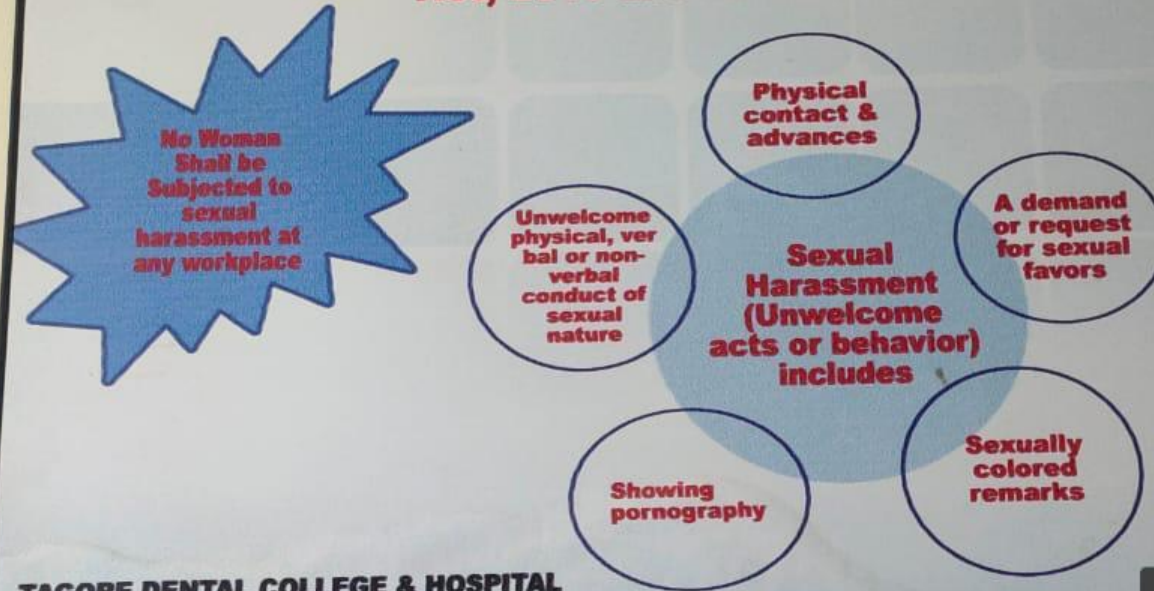 No Woman
Shall be
Subjected to
sexual
harassment at
any workplace
Physical
contact &
advances
Unwelcome
physical, ver
bal or non-
verbal
conduct of
sexual
nature
A demand
or request
for sexual
favors
Sexual
Harassment
(Unwelcome
acts or behavior)
includes
Sexually
colored
remarks
Showing
pornography
TAGORE DENTAL COLLEGE & HOSPITAL